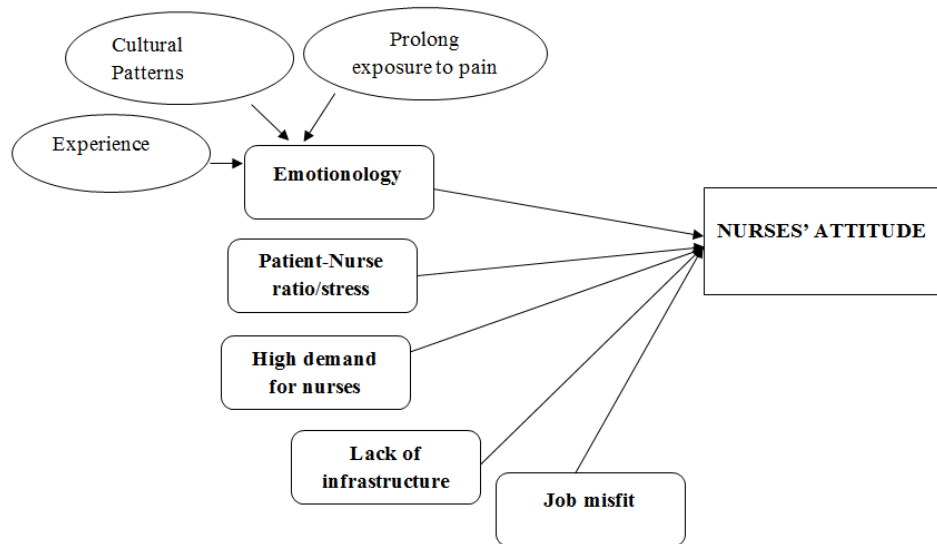 Cultural
Patterns
Prolong
exposure to pain
Experience
Emotionology
NURSES’ ATTITUDE
Patient-Nurse
ratio/stress
High demand
for nurses
Lack of
infrastructure
Job misfit